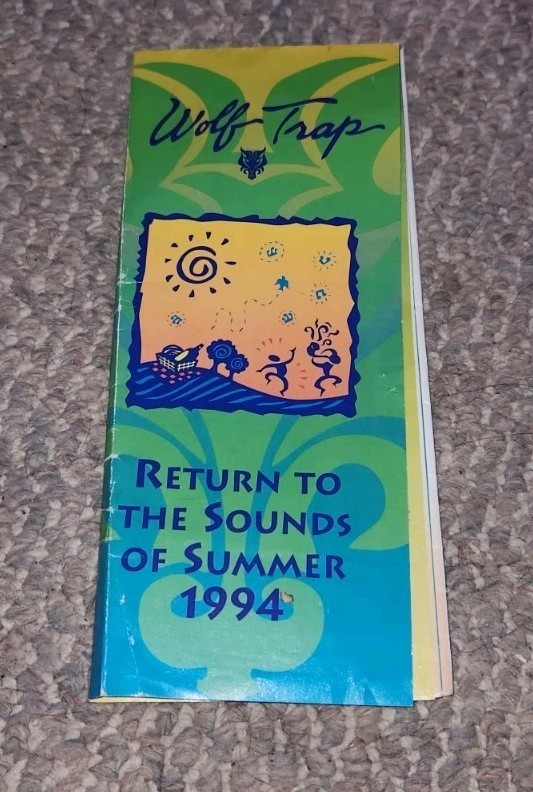 Wolf Trap
RETURN TO
THE SOUNDS
OF SUMMER
1994